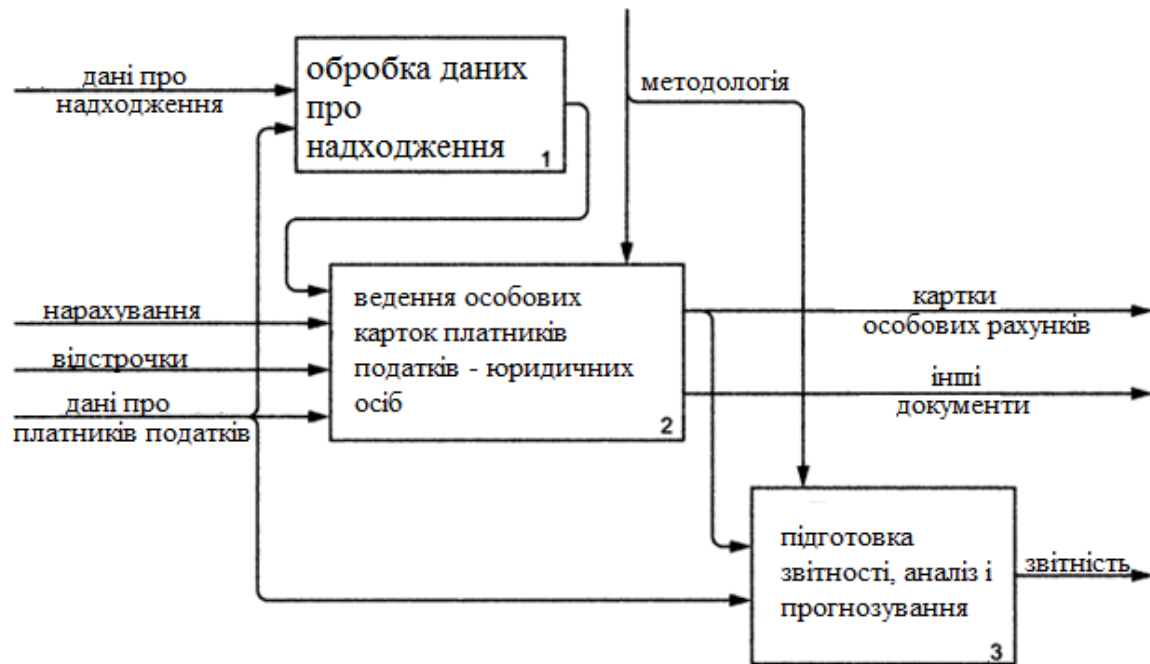 дані про
надходження
обробка даних
про
надходження
1
методологія
нарахування
відстрочки
дані про
платників податків
ведення особових
карток платників
податків - юридичних
осіб
2
картки
особових рахунків
інші
документи
підготовка
звітності, аналіз і
прогнозування
3
звітність